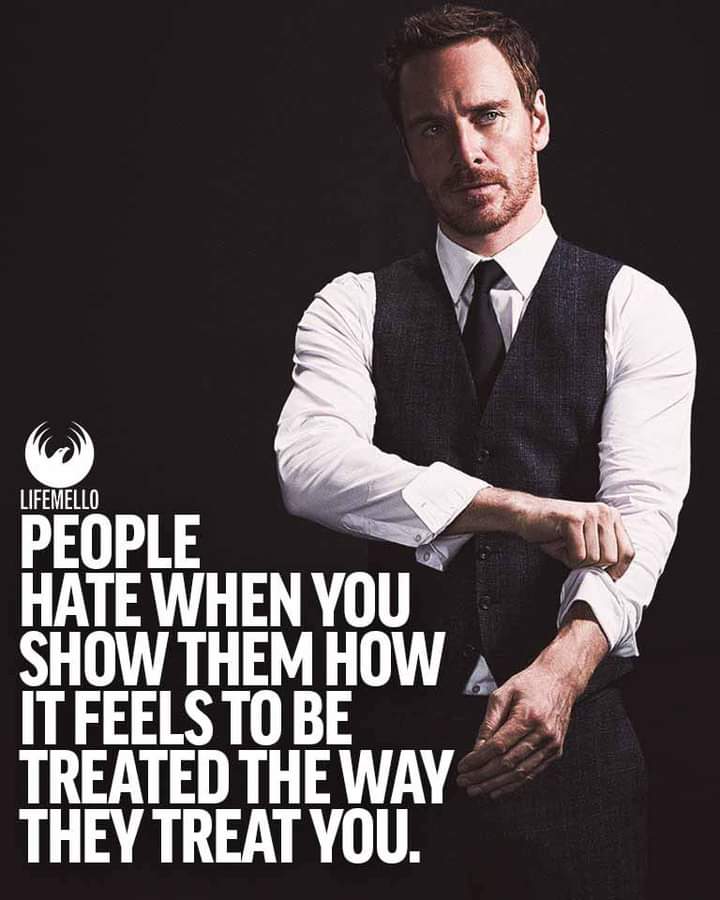 LIFEMELLO
PEOPLE
HATE WHEN YOU
SHOW THEM HOW
IT FEELS TO BE
TREATED THE WAY
THEY TREAT YOU.